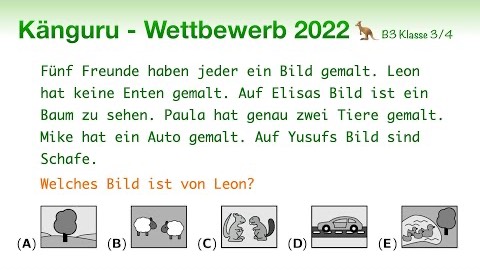 Känguru - Wettbewerb 2022 B3 Klasse 3/4
Fünf Freunde haben jeder ein Bild gemalt. Leon
hat keine Enten gemalt. Auf Elisas Bild ist ein
Baum zu sehen. Paula hat genau zwei Tiere gemalt.
Mike hat ein Auto gemalt. Auf Yusufs Bild sind
Schafe.
Welches Bild ist von Leon?
(A) (B) (C) (D) (E)